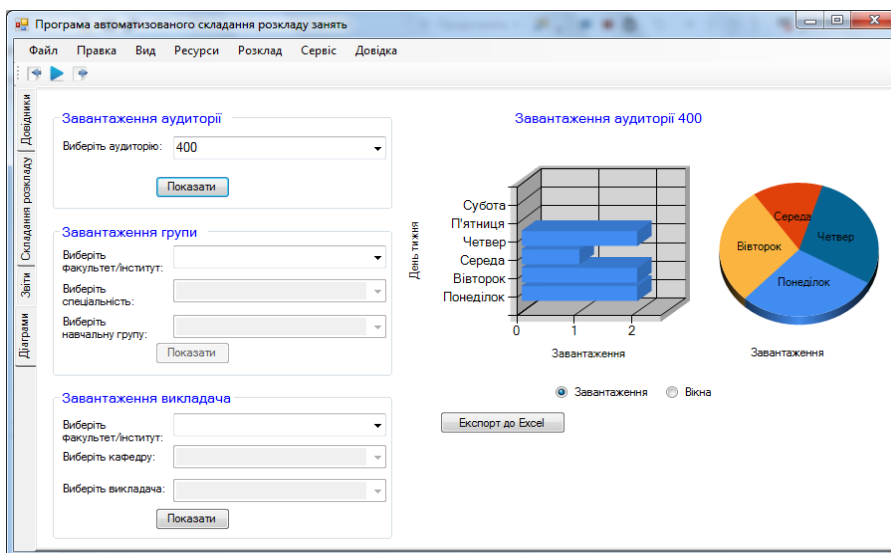 Програма автоматизованого складання розкладу занять
Файл Правка Вид Ресурси Розклад Сервіс Довідка
Довідники
Складання розкладу
Звіти
Діаграми
Завантаження аудиторії
Виберіть аудиторію: 400
Показати
Завантаження групи
Виберіть
факультет/інститут:
Виберіть
спеціальність:
Виберіть
навчальну групу:
Показати
Завантаження викладача
Виберіть
факультет/інститут:
Виберіть кафедру:
Виберіть викладача:
Показати
Завантаження аудиторії 400
День тижня
Субота
П'ятниця
Четвер
Середа
Вівторок
Понеділок
0 1 2
Завантаження
Середа
Четвер
Вівторок
Понеділок
Завантаження
Завантаження Вікна
Експорт до Excel